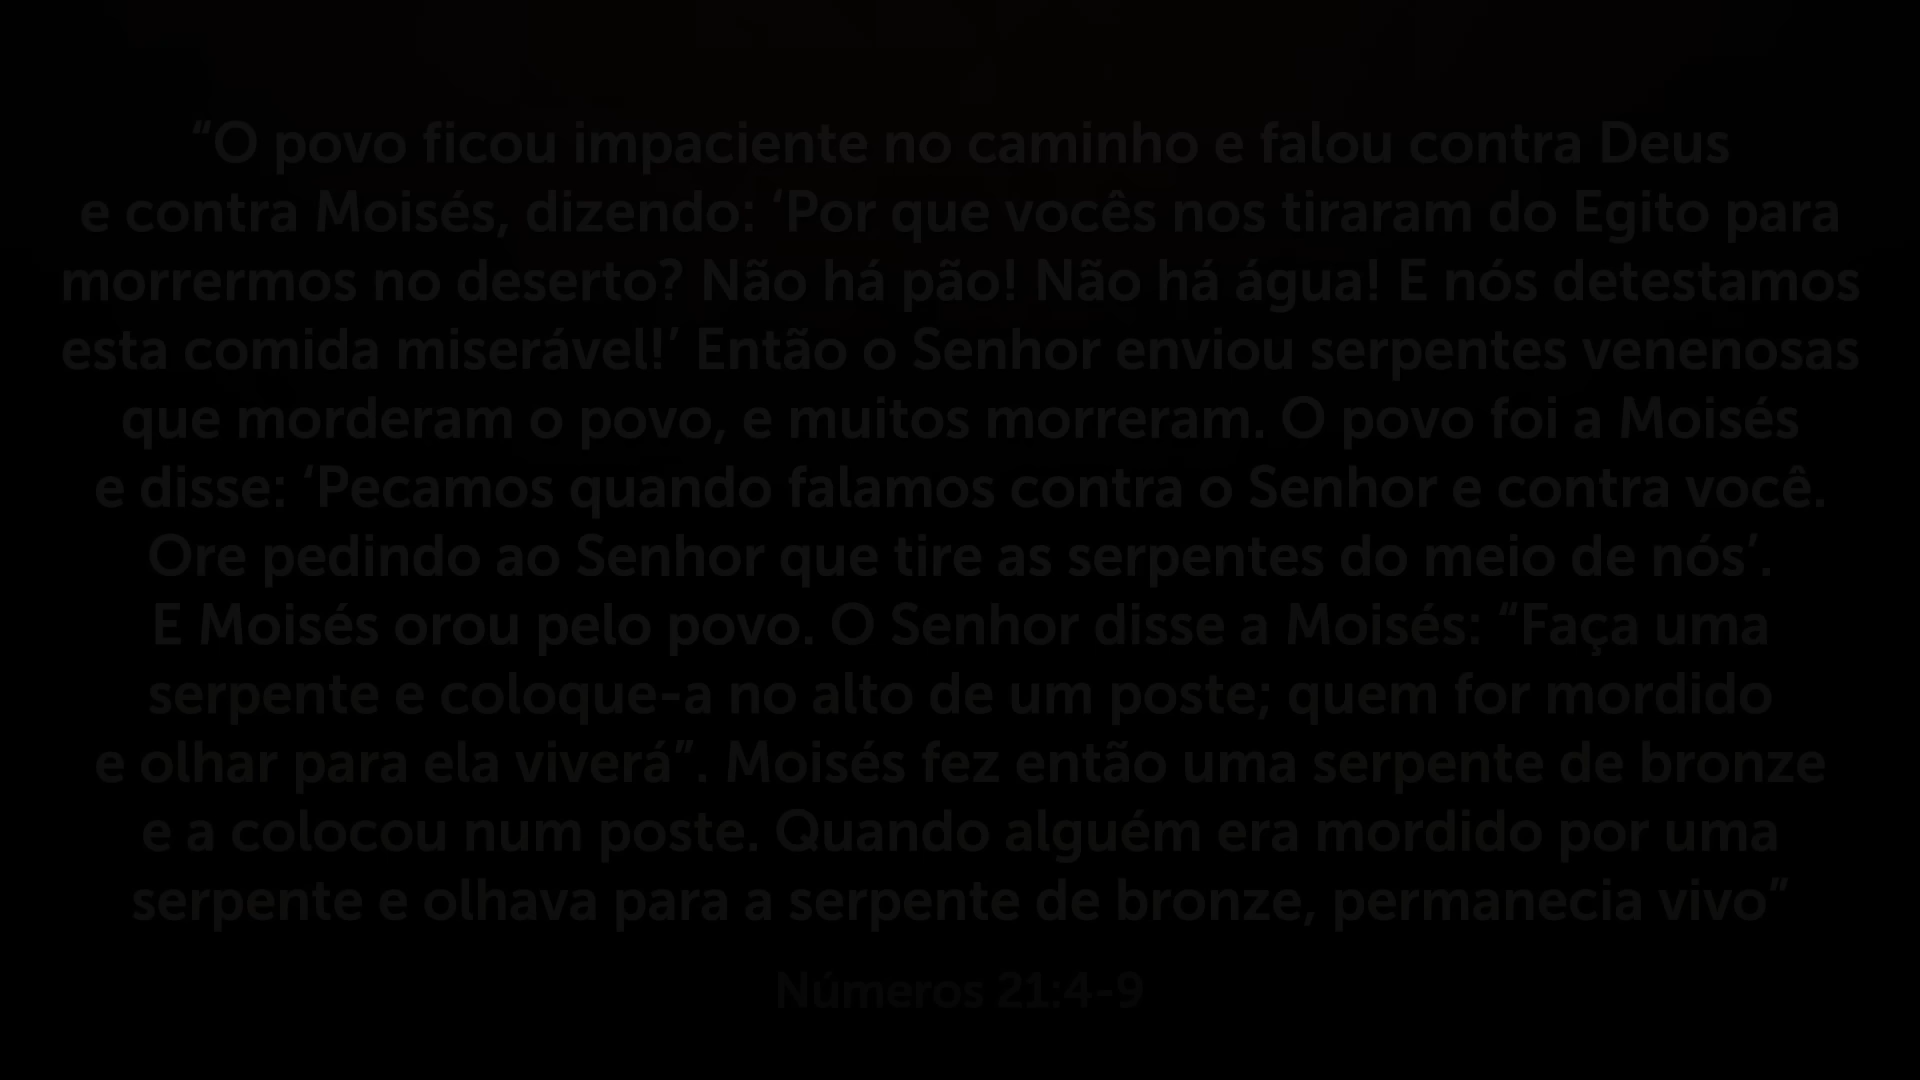 “O povo ficou impaciente no caminho e falou contra Deus
e contra Moisés, dizendo: ‘Por que vocês nos tiraram do Egito para
morrermos no deserto? Não há pão! Não há água! E nós detestamos
esta comida miserável!’ Então o Senhor enviou serpentes venenosas
que morderam o povo, e muitos morreram. O povo foi a Moisés
e disse: ‘Pecamos quando falamos contra o Senhor e contra você.
Ore pedindo ao Senhor que tire as serpentes do meio de nós’.
E Moisés orou pelo povo. O Senhor disse a Moisés: “Faça uma
serpente e coloque-a no alto de um poste; quem for mordido
e olhar para ela viverá”. Moisés fez então uma serpente de bronze
e a colocou num poste. Quando alguém era mordido por uma
serpente e olhava para a serpente de bronze, permanecia vivo”
Números 21:4-9